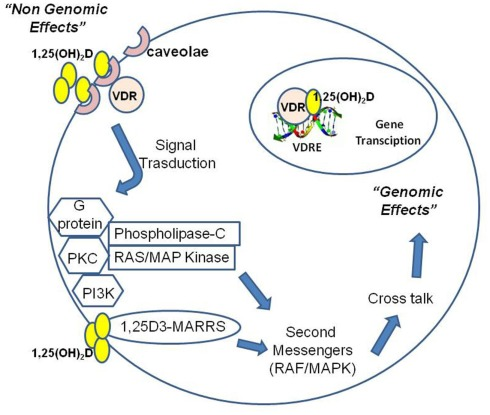 “Non Genomic
Effects”
1,25(OH)2D
caveolae
VDR
1,25(OH)2D
VDR
VDRE
Gene
Transciption
Signal
Trasduction
“Genomic
Effects”
G
protein
Phospholipase-C
PKC
RAS/MAP Kinase
PI3K
Cross talk
1,25D3-MARRS
1,25(OH)2D
Second
Messengers
(RAF/MAPK)